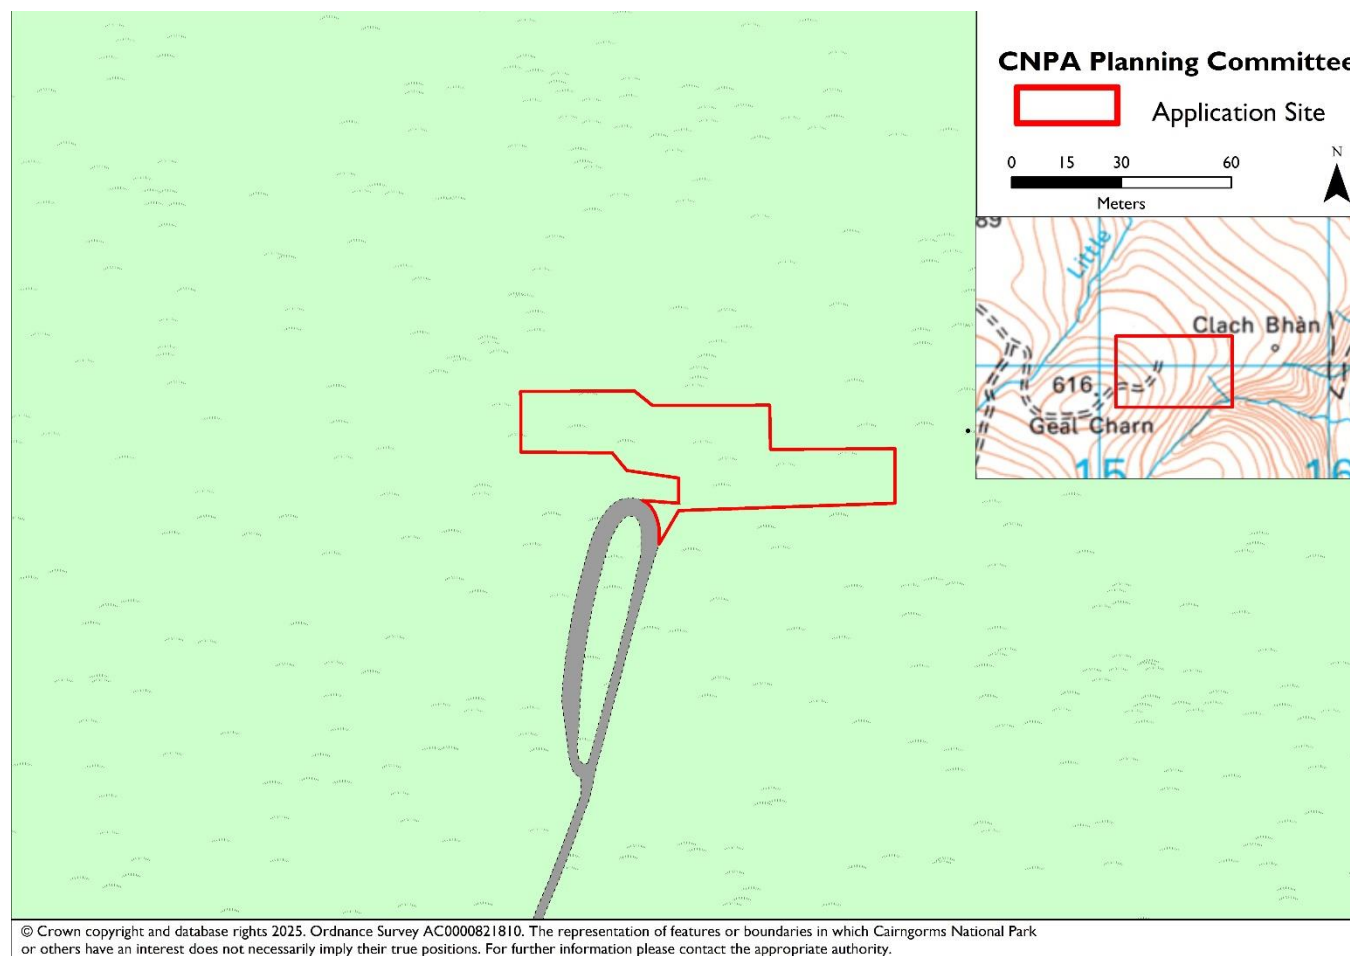 CNPA Planning Committee
Application Site
0 15 30 60
Meters
N
89
Little
Clach Bhàn
616
Geal Charn
15
16
© Crown copyright and database rights 2025. Ordnance Survey AC0000821810. The representation of features or boundaries in which Cairngorms National Park
or others have an interest does not necessarily imply their true positions. For further information please contact the appropriate authority.